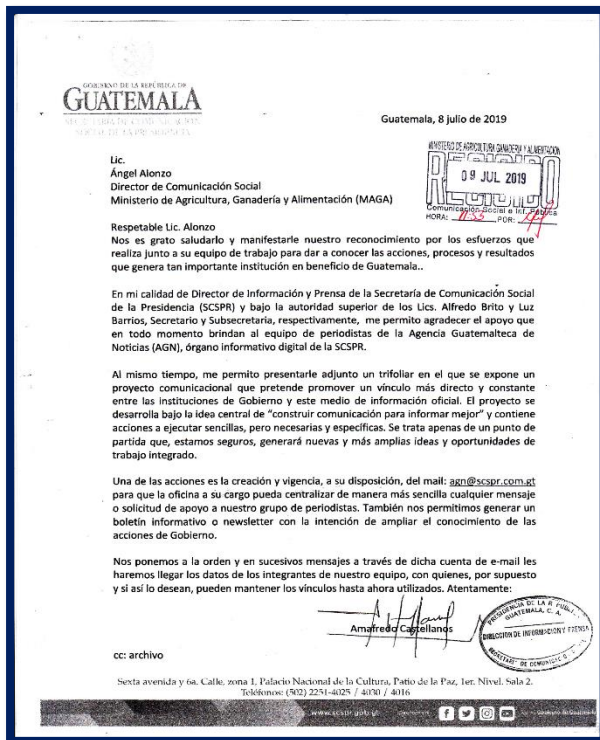 GOBIERNO DE LA REPÚBLICA DE
GUATEMALA
SECRETARÍA DE COMUNICACIÓN
SOCIAL DE LA PRESIDENCIA
Guatemala, 8 julio de 2019
MINISTERIO DE AGRICULTURA GANADERIA Y ALIMENTACION
RECIBIDO
09 JUL 2019
Comunicación Social e Inf. Pública
HORA: 11:55 POR:
Lic.
Ángel Alonzo
Director de Comunicación Social
Ministerio de Agricultura, Ganadería y Alimentación (MAGA)
Respetable Lic. Alonzo
Nos es grato saludarlo y manifestarle nuestro reconocimiento por los esfuerzos que
realiza junto a su equipo de trabajo para dar a conocer las acciones, procesos y resultados
que genera tan importante institución en beneficio de Guatemala..
En mi calidad de Director de Información y Prensa de la Secretaría de Comunicación Social
de la Presidencia (SCSPR) y bajo la autoridad superior de los Lics. Alfredo Brito y Luz
Barrios, Secretario y Subsecretaria, respectivamente, me permito agradecer el apoyo que
en todo momento brindan al equipo de periodistas de la Agencia Guatemalteca de
Noticias (AGN), órgano informativo digital de la SCSPR.
Al mismo tiempo, me permito presentarle adjunto un trifoliar en el que se expone un
proyecto comunicacional que pretende promover un vínculo más directo y constante
entre las instituciones de Gobierno y este medio de información oficial. El proyecto se
desarrolla bajo la idea central de "construir comunicación para informar mejor" y contiene
acciones a ejecutar sencillas, pero necesarias y específicas. Se trata apenas de un punto de
partida que, estamos seguros, generará nuevas y más amplias ideas y oportunidades de
trabajo integrado.
Una de las acciones es la creación y vigencia, a su disposición, del mail: agn@scspr.com.gt
para que la oficina a su cargo pueda centralizar de manera más sencilla cualquier mensaje
o solicitud de apoyo a nuestro grupo de periodistas. También nos permitimos generar un
boletín informativo o newsletter con la intención de ampliar el conocimiento de las
acciones de Gobierno.
Nos ponemos a la orden y en sucesivos mensajes a través de dicha cuenta de e-mail les
haremos llegar los datos de los integrantes de nuestro equipo, con quienes, por supuesto
y si así lo desean, pueden mantener los vínculos hasta ahora utilizados. Atentamente:
Amafredo Castellanos
PRESIDENCIA DE LA R PUBLI
GUATEMALA, C. A.
DIRECCION DE INFORMACION Y PRENSA
cc: archivo
Sexta avenida y 6a. Calle, zona 1, Palacio Nacional de la Cultura, Patio de la Paz, 1er. Nivel. Sala 2.
Teléfonos: (502) 2251-4025 / 4030 / 4016
www.scspr.gob.gt